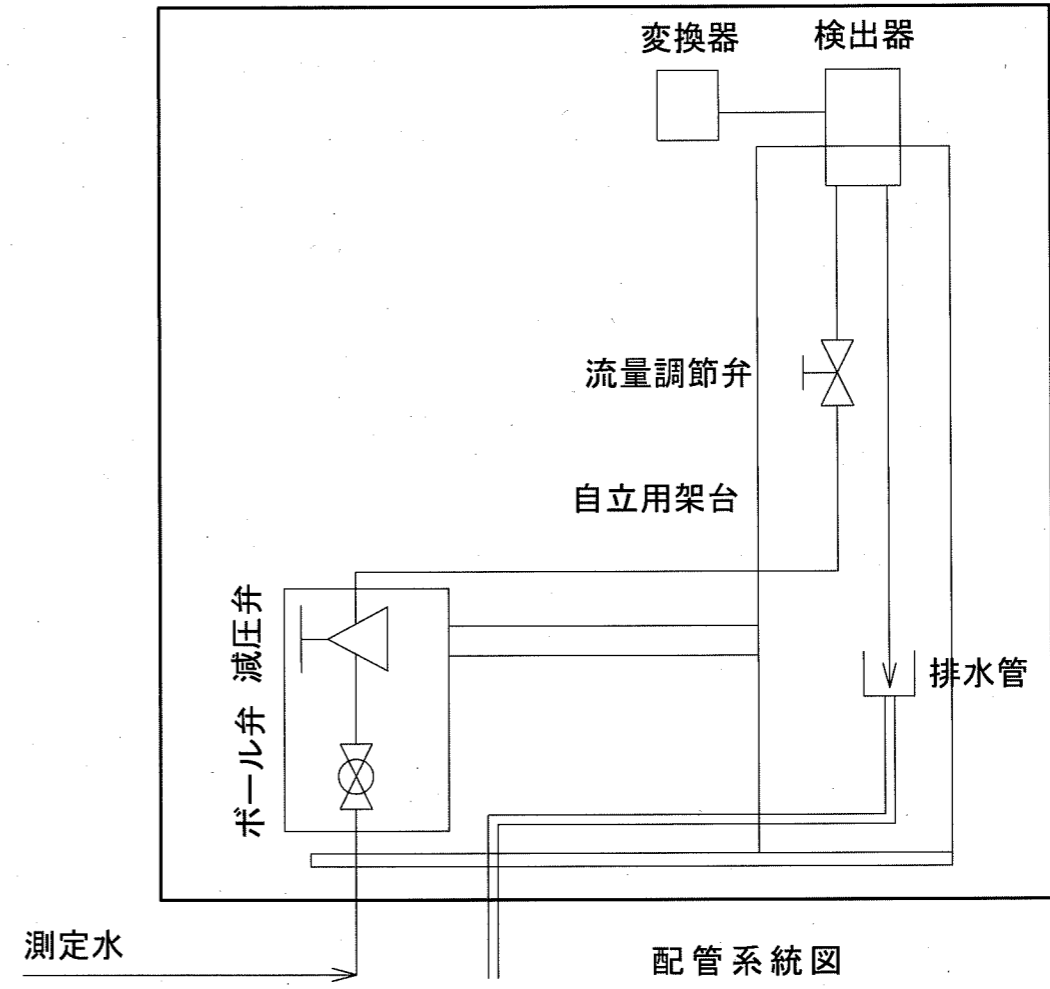 変換器
検出器
流量調節弁
自立用架台
減圧弁
ボール弁
排水管
測定水
配管系統図